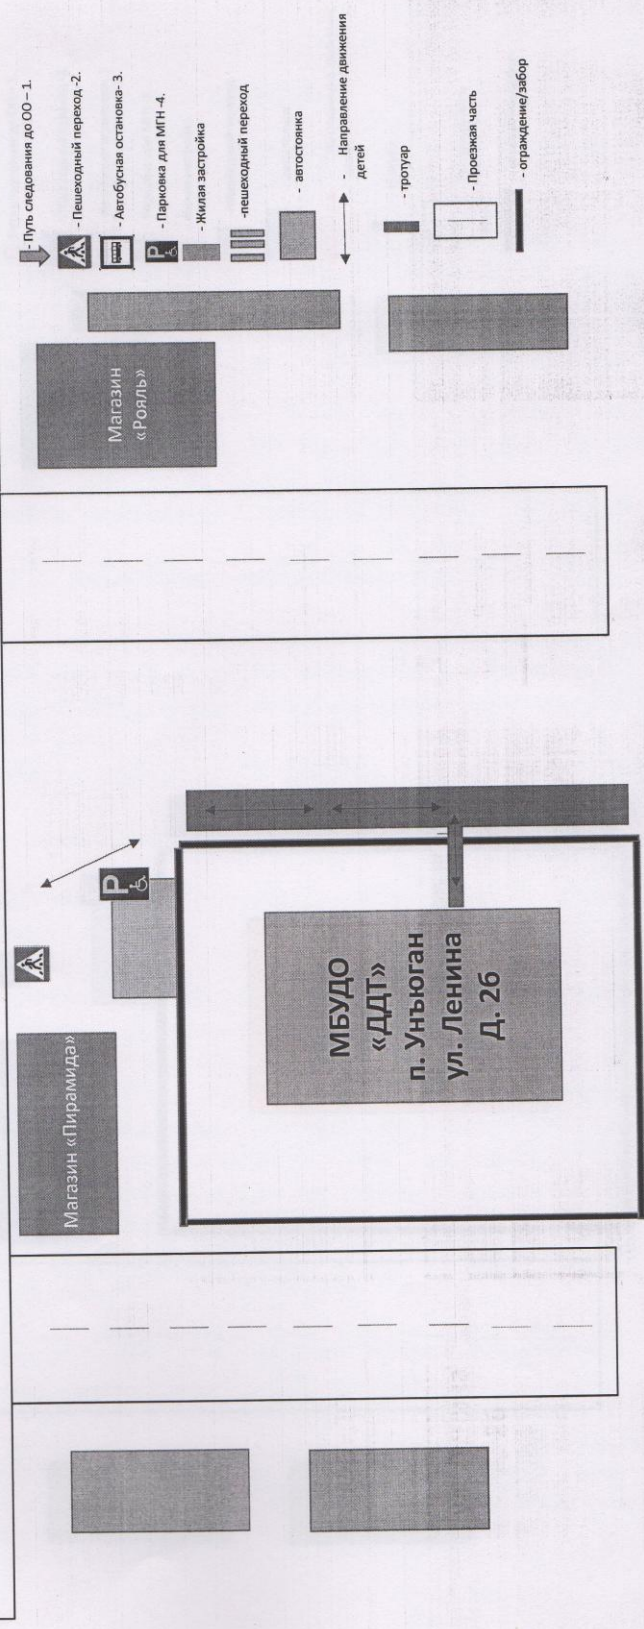 Магазин «Пирамида»
P
МБУДО
«ДДТ»
п. Унъюган
ул. Ленина
Д. 2б
Магазин
«Рояль»
- Путь следования до ОО – 1.
- Пешеходный переход -2.
- Автобусная остановка- 3.
P
- Парковка для МГН -4.
- Жилая застройка
-пешеходный переход
- автостоянка
- Направление движения
детей
- тротуар
- Проезжая часть
- ограждение/забор